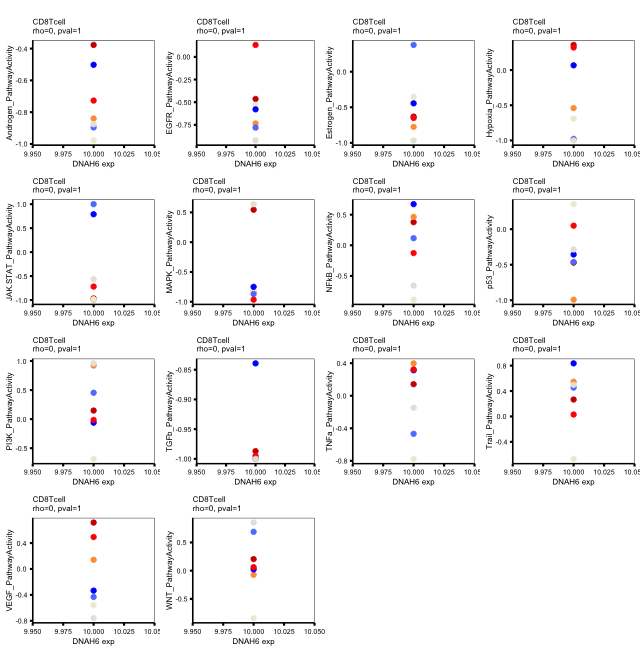 CD8Tcell
rho=0, pval=1
Androgen_PathwayActivity
-0.4
-0.6
-0.8
-1.0
9.950 9.975 10.000 10.025 10.05
DNAH6 exp
CD8Tcell
rho=0, pval=1
EGFR_PathwayActivity
0.00
-0.25
-0.50
-0.75
9.950 9.975 10.000 10.025 10.05
DNAH6 exp
CD8Tcell
rho=0, pval=1
Estrogen_PathwayActivity
0.0
-0.5
-1.0
9.950 9.975 10.000 10.025 10.05
DNAH6 exp
CD8Tcell
rho=0, pval=1
Hypoxia_PathwayActivity
0.0
-0.5
-1.0
9.950 9.975 10.000 10.025 10.05
DNAH6 exp
CD8Tcell
rho=0, pval=1
JAK-STAT_PathwayActivity
1.0
0.5
0.0
-0.5
-1.0
9.950 9.975 10.000 10.025 10.05
DNAH6 exp
CD8Tcell
rho=0, pval=1
MAPK_PathwayActivity
0.5
0.0
-0.5
-1.0
9.950 9.975 10.000 10.025 10.05
DNAH6 exp
CD8Tcell
rho=0, pval=1
NFkB_PathwayActivity
0.5
0.0
-0.5
9.950 9.975 10.000 10.025 10.05
DNAH6 exp
CD8Tcell
rho=0, pval=1
p53_PathwayActivity
0.0
-0.5
-1.0
9.950 9.975 10.000 10.025 10.05
DNAH6 exp
CD8Tcell
rho=0, pval=1
PI3K_PathwayActivity
1.0
0.5
0.0
-0.5
9.950 9.975 10.000 10.025 10.05
DNAH6 exp
CD8Tcell
rho=0, pval=1
TGFb_PathwayActivity
-0.85
-0.90
-0.95
-1.00
9.950 9.975 10.000 10.025 10.05
DNAH6 exp
CD8Tcell
rho=0, pval=1
TNFa_PathwayActivity
0.4
0.0
-0.4
-0.8
9.950 9.975 10.000 10.025 10.05
DNAH6 exp
CD8Tcell
rho=0, pval=1
Trail_PathwayActivity
0.8
0.4
0.0
-0.4
9.950 9.975 10.000 10.025 10.05
DNAH6 exp
CD8Tcell
rho=0, pval=1
VEGF_PathwayActivity
0.4
0.0
-0.4
-0.8
9.950 9.975 10.000 10.025 10.05
DNAH6 exp
CD8Tcell
rho=0, pval=1
WNT_PathwayActivity
0.5
0.0
-0.5
9.950 9.975 10.000 10.025 10.050
DNAH6 exp